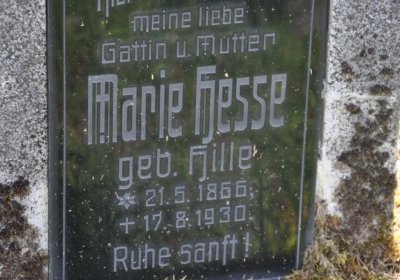 meine liebe
Gattin u. Mutter
Marie Hesse
geb. Hille
✳ 21.5.1866.
+ 17.8.1930.
Ruhe sanft!